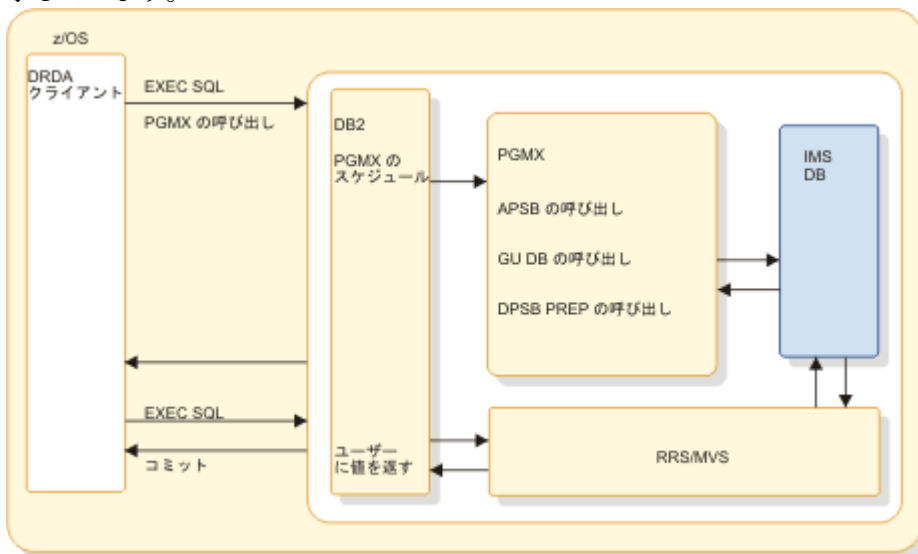 z/OS
DRDA
クライアント
EXEC SQL
PGMX の呼び出し
DB2
PGMX の
スケジュール
PGMX
APSB の呼び出し
GU DB の呼び出し
DPSB PREP の呼び出し
IMS
DB
EXEC SQL
コミット
ユーザー
に値を返す
RRS/MVS